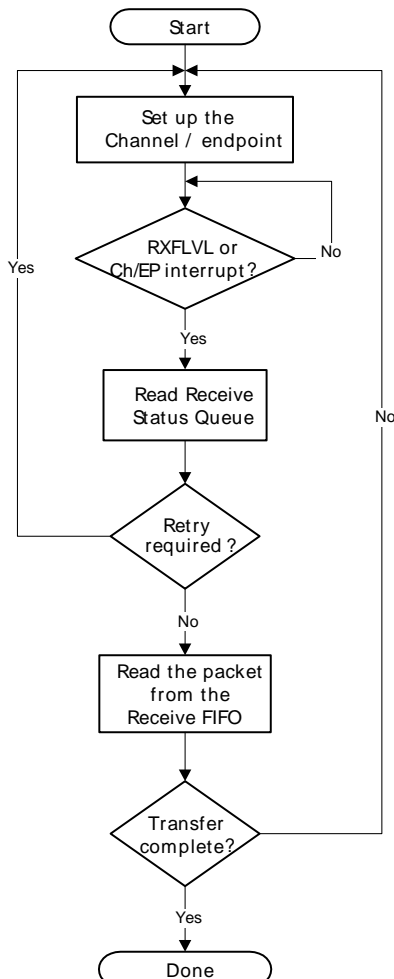 Start
Set up the
Channel / endpoint
RXFLVL or
Ch/EP interrupt?
No
Yes
Yes
Read Receive
Status Queue
No
Retry
required ?
No
Read the packet
from the
Receive FIFO
Transfer
complete?
Yes
Done